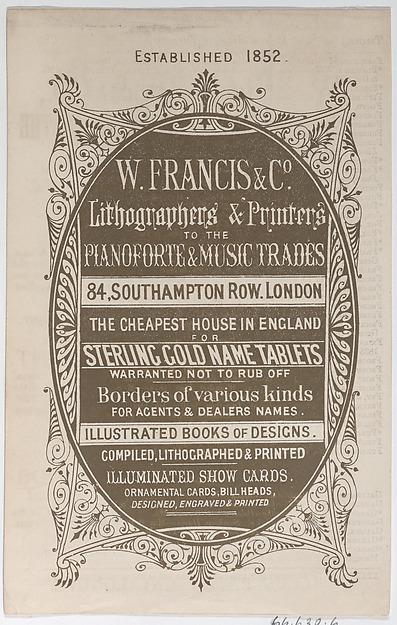 ESTABLISHED 1852.
W. FRANCIS & Co.
Lithographers & Printers
TO THE
PIANOFORTE & MUSIC TRADES
84, SOUTHAMPTON ROW. LONDON
THE CHEAPEST HOUSE IN ENGLAND
FOR
STERLING GOLD NAME TABLETS
WARRANTED NOT TO RUB OFF
Borders of various kinds
FOR AGENTS & DEALERS NAMES.
ILLUSTRATED BOOKS OF DESIGNS.
COMPILED, LITHOGRAPHED & PRINTED
ILLUMINATED SHOW CARDS.
ORNAMENTAL CARDS, BILL HEADS,
DESIGNED, ENGRAVED & PRINTED